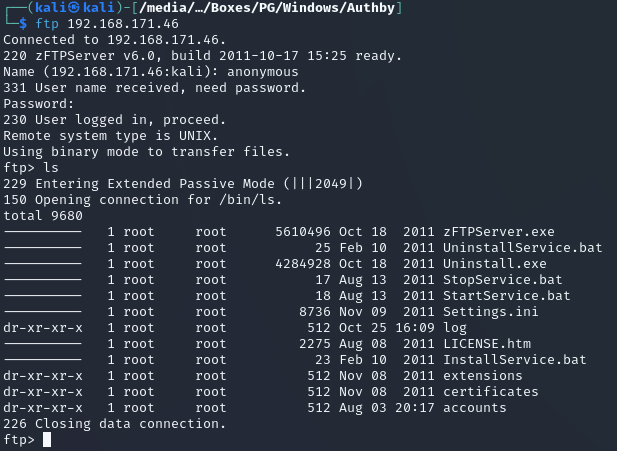 ┌──(kali㉿kali)-[/media/…/Boxes/PG/Windows/Authby]
└─$ ftp 192.168.171.46
Connected to 192.168.171.46.
220 zFTPServer v6.0, build 2011-10-17 15:25 ready.
Name (192.168.171.46:kali): anonymous
331 User name received, need password.
Password:
230 User logged in, proceed.
Remote system type is UNIX.
Using binary mode to transfer files.
ftp> ls
229 Entering Extended Passive Mode (|||2049|)
150 Opening connection for /bin/ls.
total 9680
----------   1 root     root      5610496 Oct 18  2011 zFTPServer.exe
----------   1 root     root           25 Feb 10  2011 UninstallService.bat
----------   1 root     root      4284928 Oct 18  2011 Uninstall.exe
----------   1 root     root           17 Aug 13  2011 StopService.bat
----------   1 root     root           18 Aug 13  2011 StartService.bat
----------   1 root     root         8736 Nov 09  2011 Settings.ini
dr-xr-xr-x   1 root     root          512 Oct 25 16:09 log
----------   1 root     root         2275 Aug 08  2011 LICENSE.htm
----------   1 root     root           23 Feb 10  2011 InstallService.bat
dr-xr-xr-x   1 root     root          512 Nov 08  2011 extensions
dr-xr-xr-x   1 root     root          512 Nov 08  2011 certificates
dr-xr-xr-x   1 root     root          512 Aug 03 20:17 accounts
226 Closing data connection.
ftp>